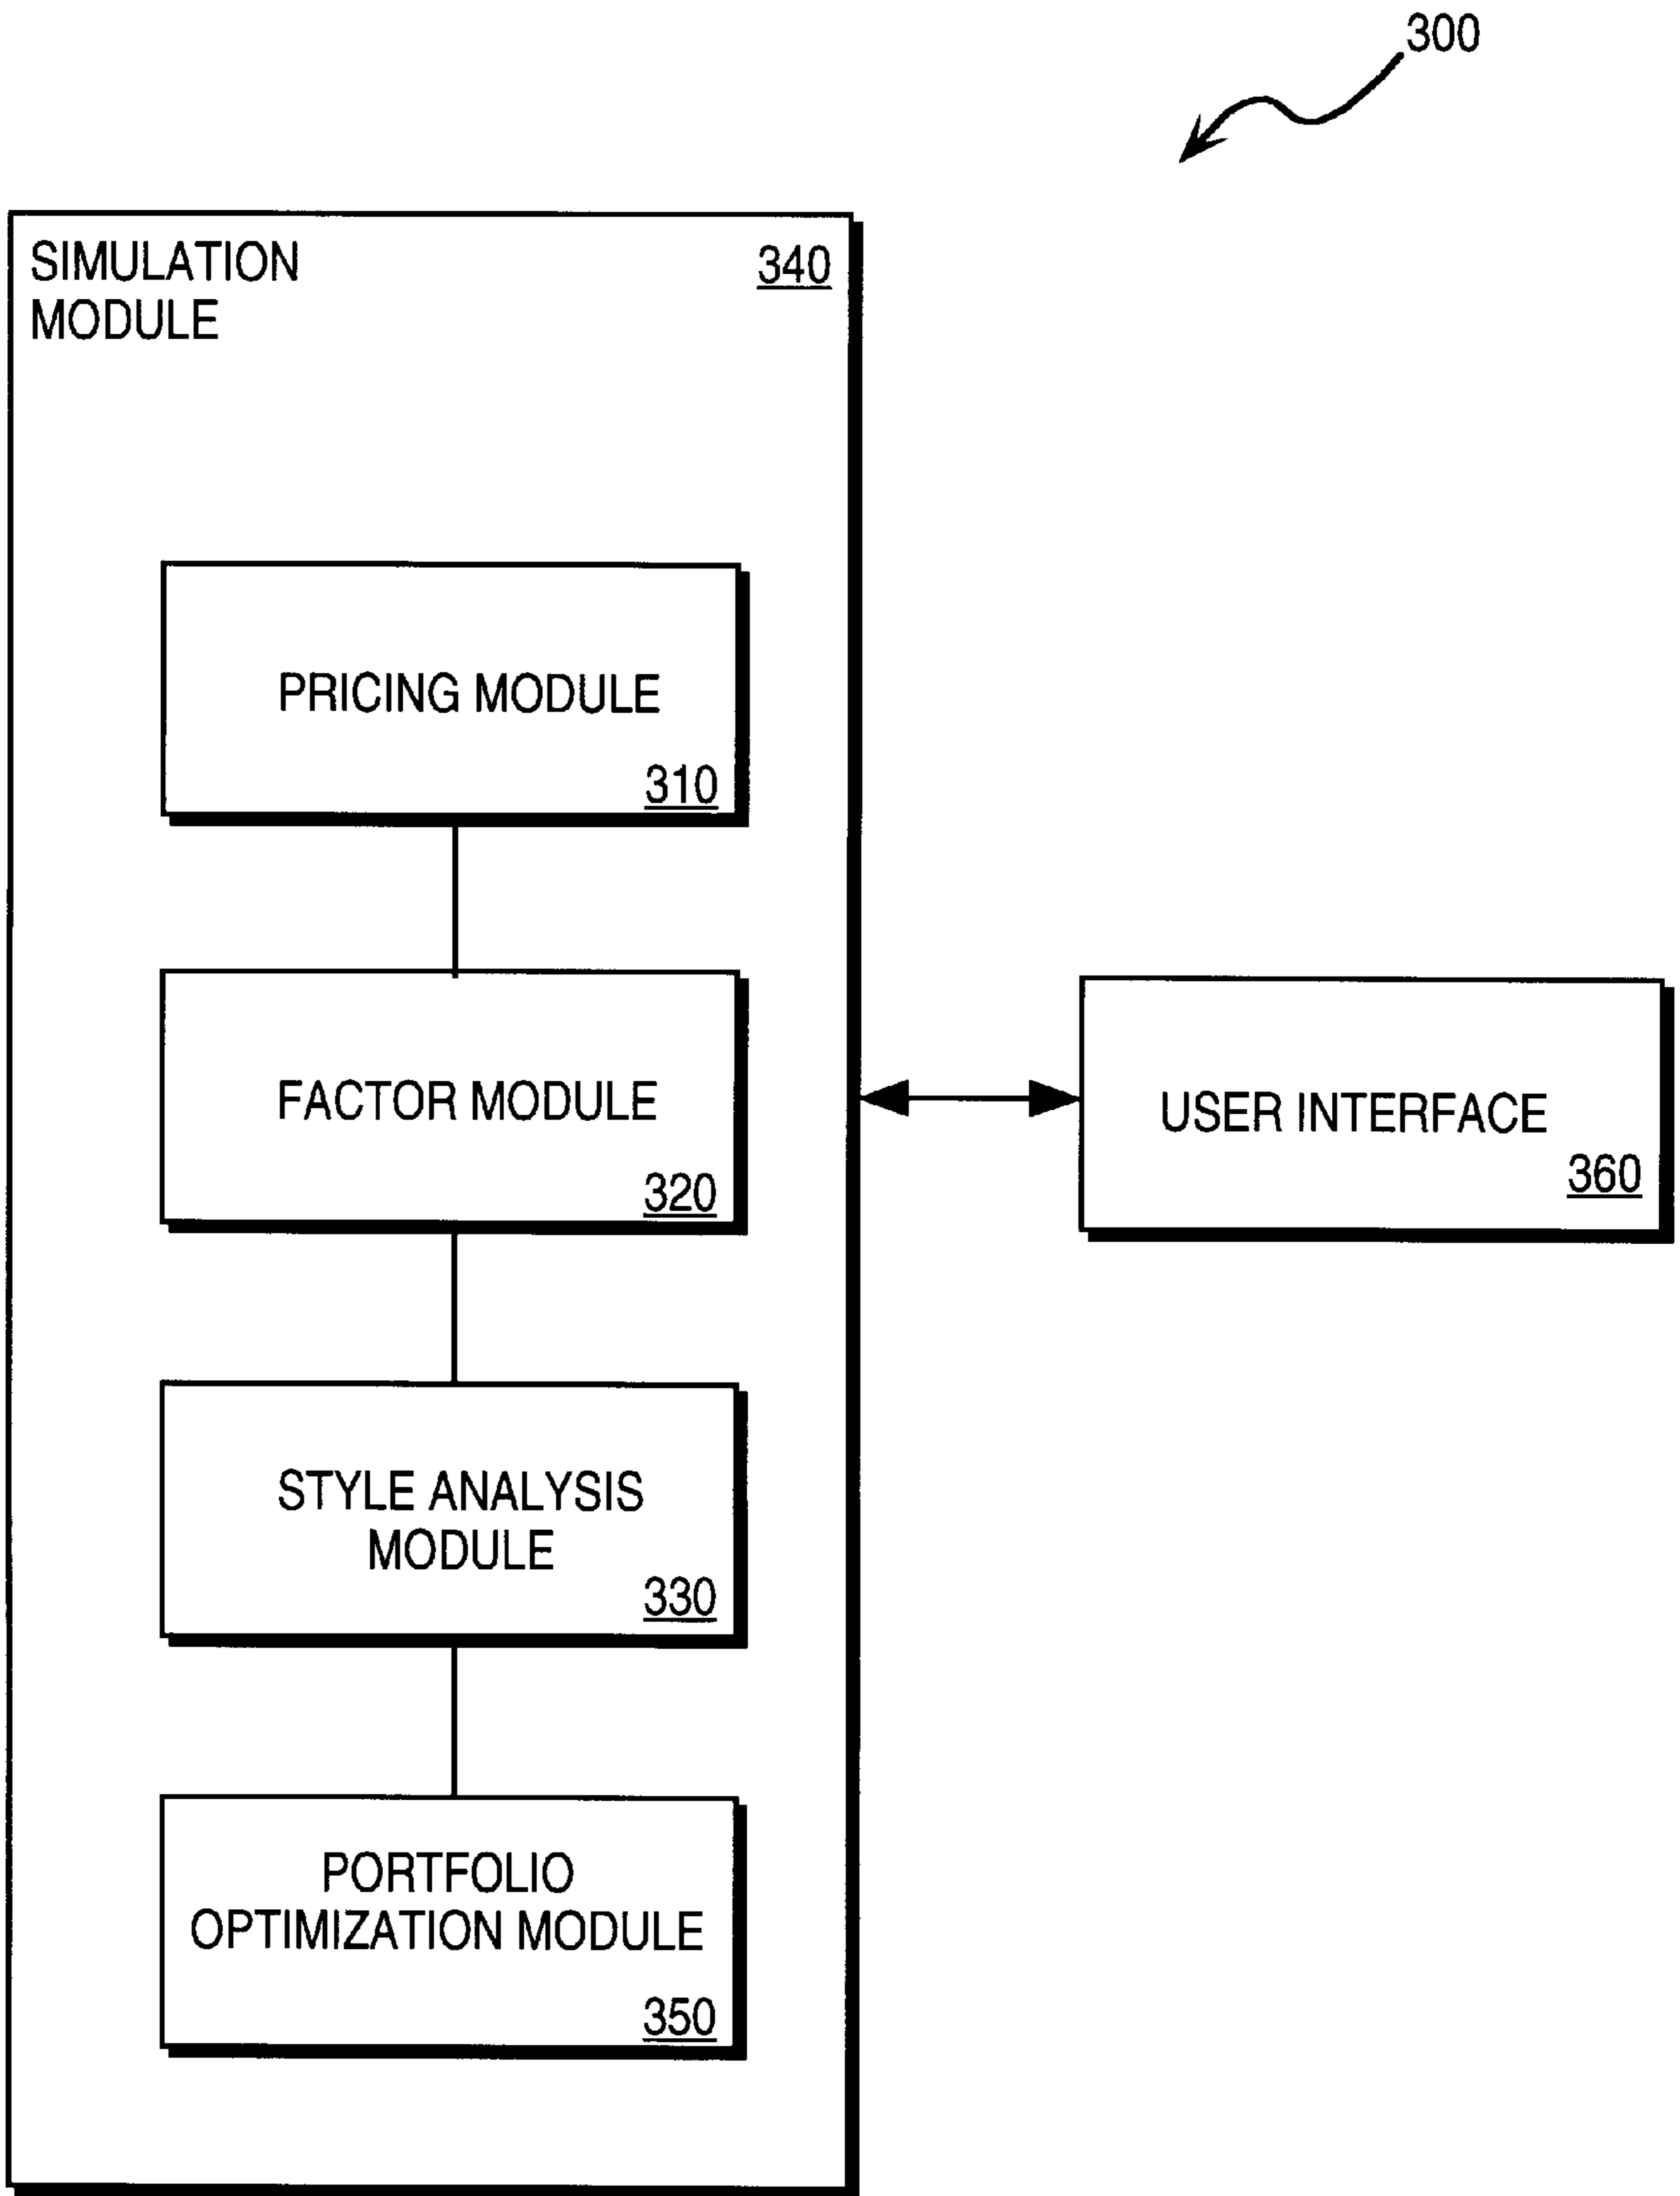 300
SIMULATION
MODULE
340
PRICING MODULE
310
FACTOR MODULE
320
USER INTERFACE
360
STYLE ANALYSIS
MODULE
330
PORTFOLIO
OPTIMIZATION MODULE
350